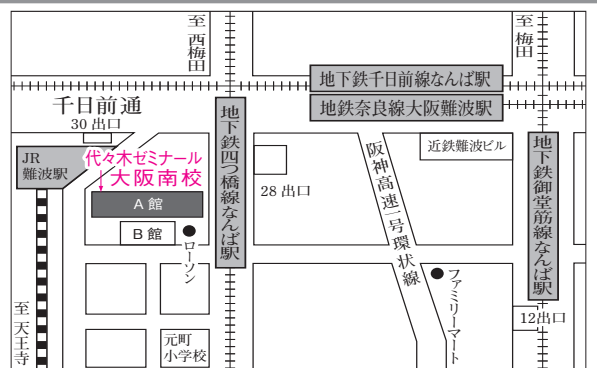 至西梅田
至梅田
地下鉄千日前線なんば駅
地鉄奈良線大阪難波駅
千日前通
30出口
JR
難波駅
代々木ゼミナール
大阪南校
A館
B館
ローソン
地下鉄四つ橋線なんば駅
28出口
阪神高速一号環状線
近鉄難波ビル
地下鉄御堂筋線なんば駅
ファミリーマート
12出口
至天王寺
元町
小学校